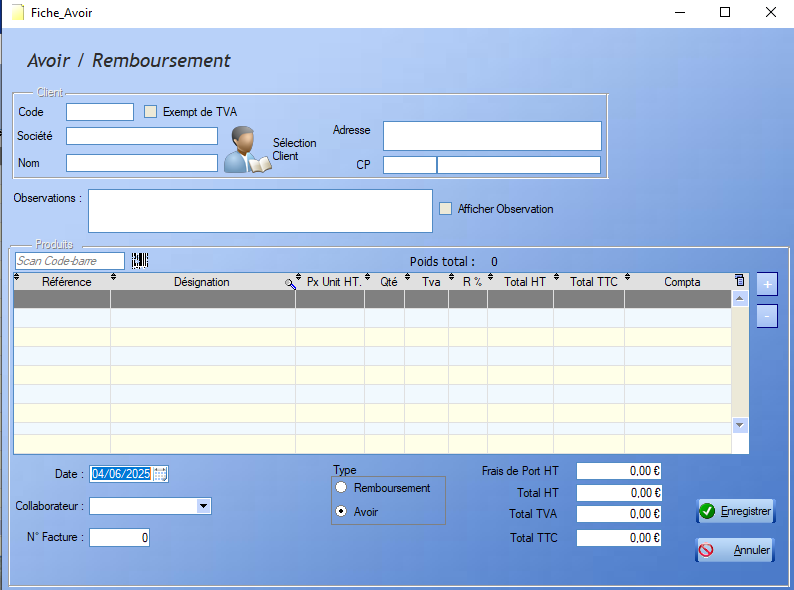 Fiche_Avoir
Avoir / Remboursement
Client
Code
Exempt de TVA
Société
Nom
Sélection
Client
Adresse
CP
Observations :
Afficher Observation
Produits
Scan Code-barre
Poids total : 0
Référence Désignation Px Unit HT. Qté Tva R % Total HT Total TTC Compta
+
-
Date : 04/06/2025
Collaborateur :
N° Facture : 0
Type
Remboursement
Avoir
Frais de Port HT 0,00 €
Total HT 0,00 €
Total TVA 0,00 €
Total TTC 0,00 €
Enregistrer
Annuler